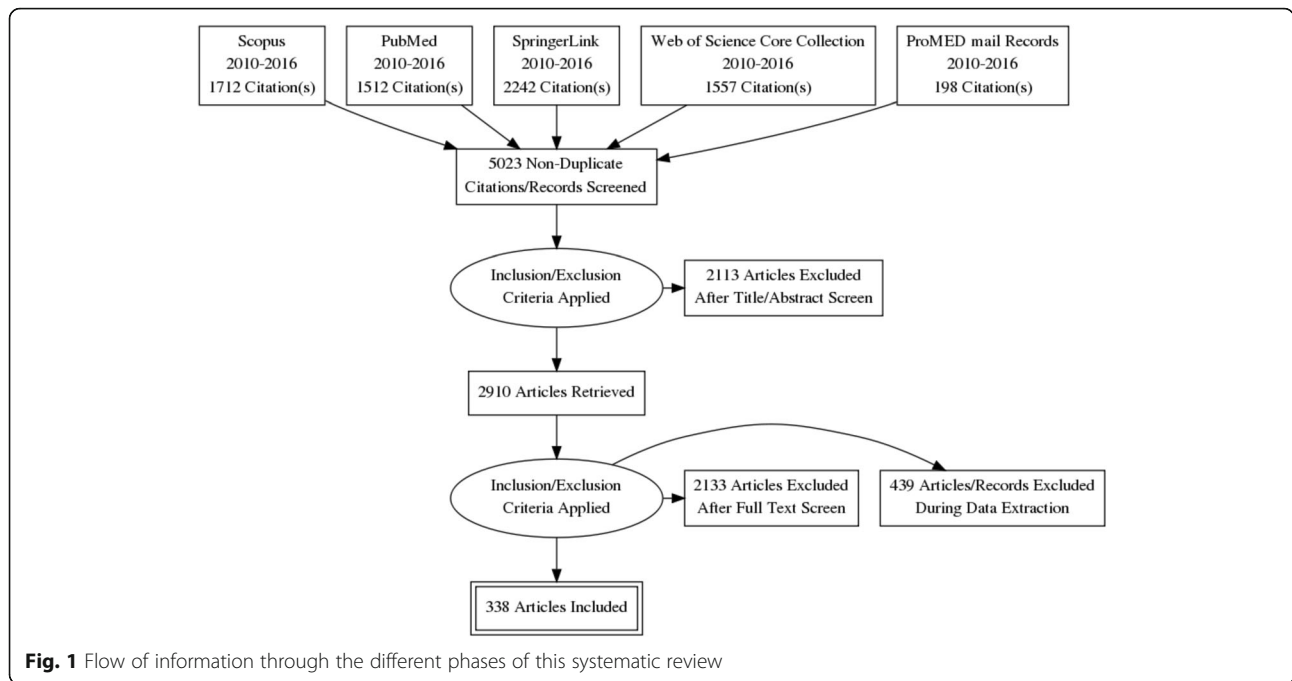 Scopus
2010-2016
1712 Citation(s)
PubMed
2010-2016
1512 Citation(s)
SpringerLink
2010-2016
2242 Citation(s)
Web of Science Core Collection
2010-2016
1557 Citation(s)
ProMED mail Records
2010-2016
198 Citation(s)
5023 Non-Duplicate
Citations/Records Screened
Inclusion/Exclusion
Criteria Applied
2113 Articles Excluded
After Title/Abstract Screen
2910 Articles Retrieved
Inclusion/Exclusion
Criteria Applied
2133 Articles Excluded
After Full Text Screen
439 Articles/Records Excluded
During Data Extraction
338 Articles Included
Fig. 1 Flow of information through the different phases of this systematic review